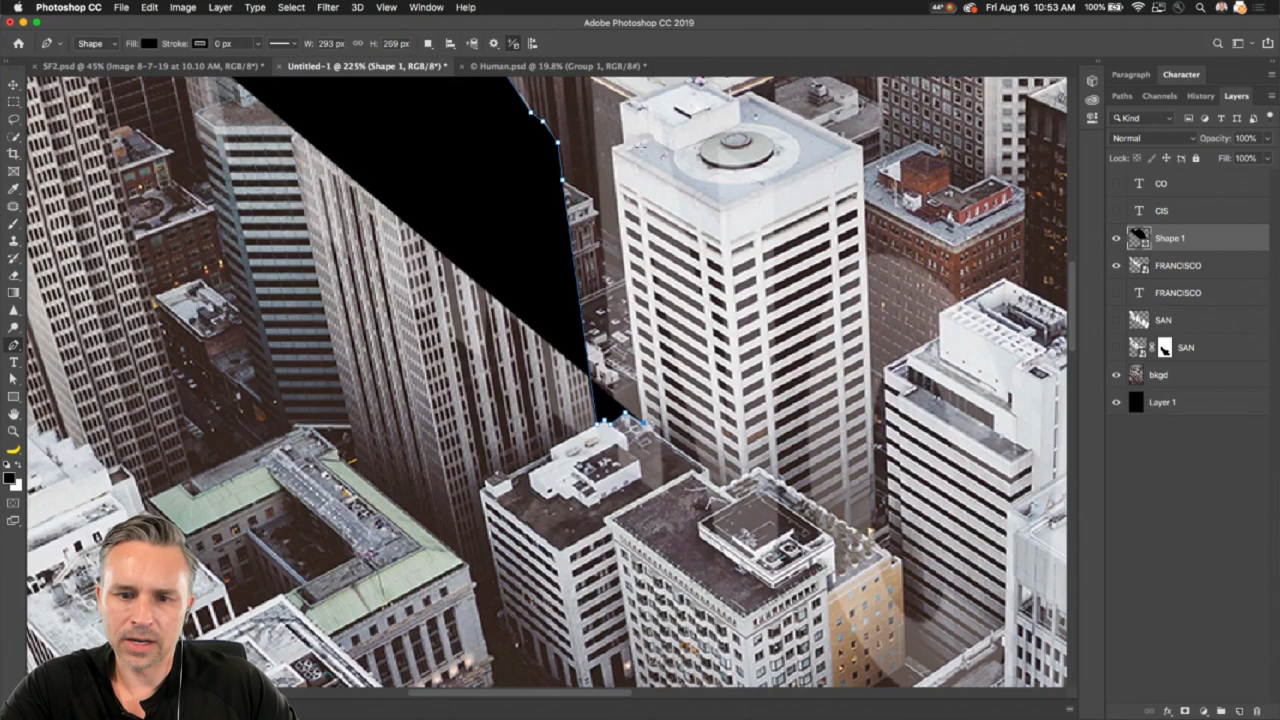 Photoshop CC File Edit Image Layer Type Select Filter 3D View Window Help 44° 100% Fri Aug 16 10:53 AM
Adobe Photoshop CC 2019
Shape Fill: Stroke: 0 px W: 293 px H: 269 px
× SF2.psd @ 45% (Image 8-7-19 at 10.10 AM, RGB/8*) * × Untitled-1 @ 225% (Shape 1, RGB/8*) * × © Human.psd @ 19.8% (Group 1, RGB/8#) *
Paragraph Character
Paths Channels History Layers
Kind
Normal Opacity: 100%
Lock: Fill: 100%
T CO
T CIS
Shape 1
FRANCISCO
T FRANCISCO
SAN
SAN
bkgd
Layer 1
fx